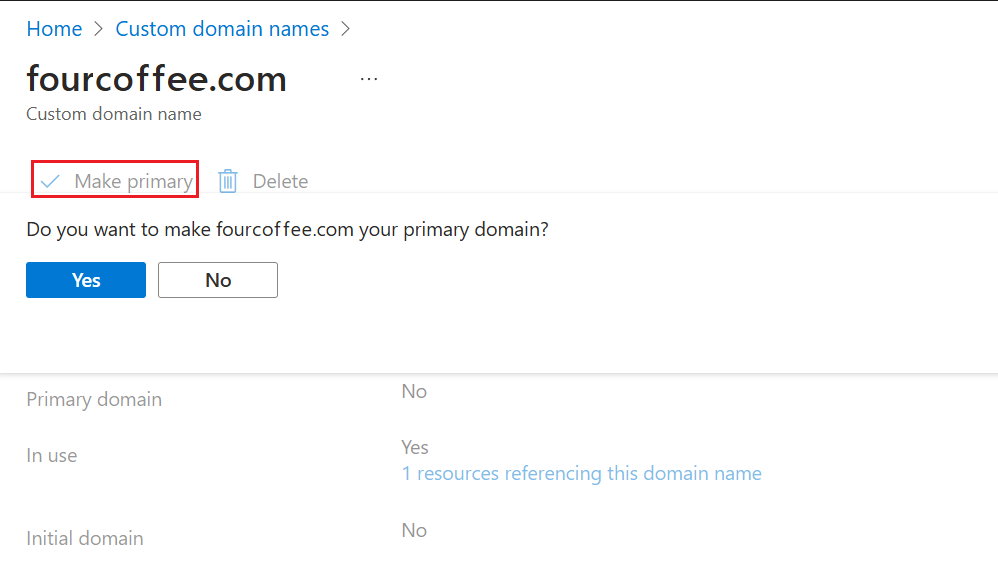 Home > Custom domain names >
fourcoffee.com ...
Custom domain name
Make primary Delete
Do you want to make fourcoffee.com your primary domain?
Yes No
Primary domain No
In use Yes
1 resources referencing this domain name
Initial domain No